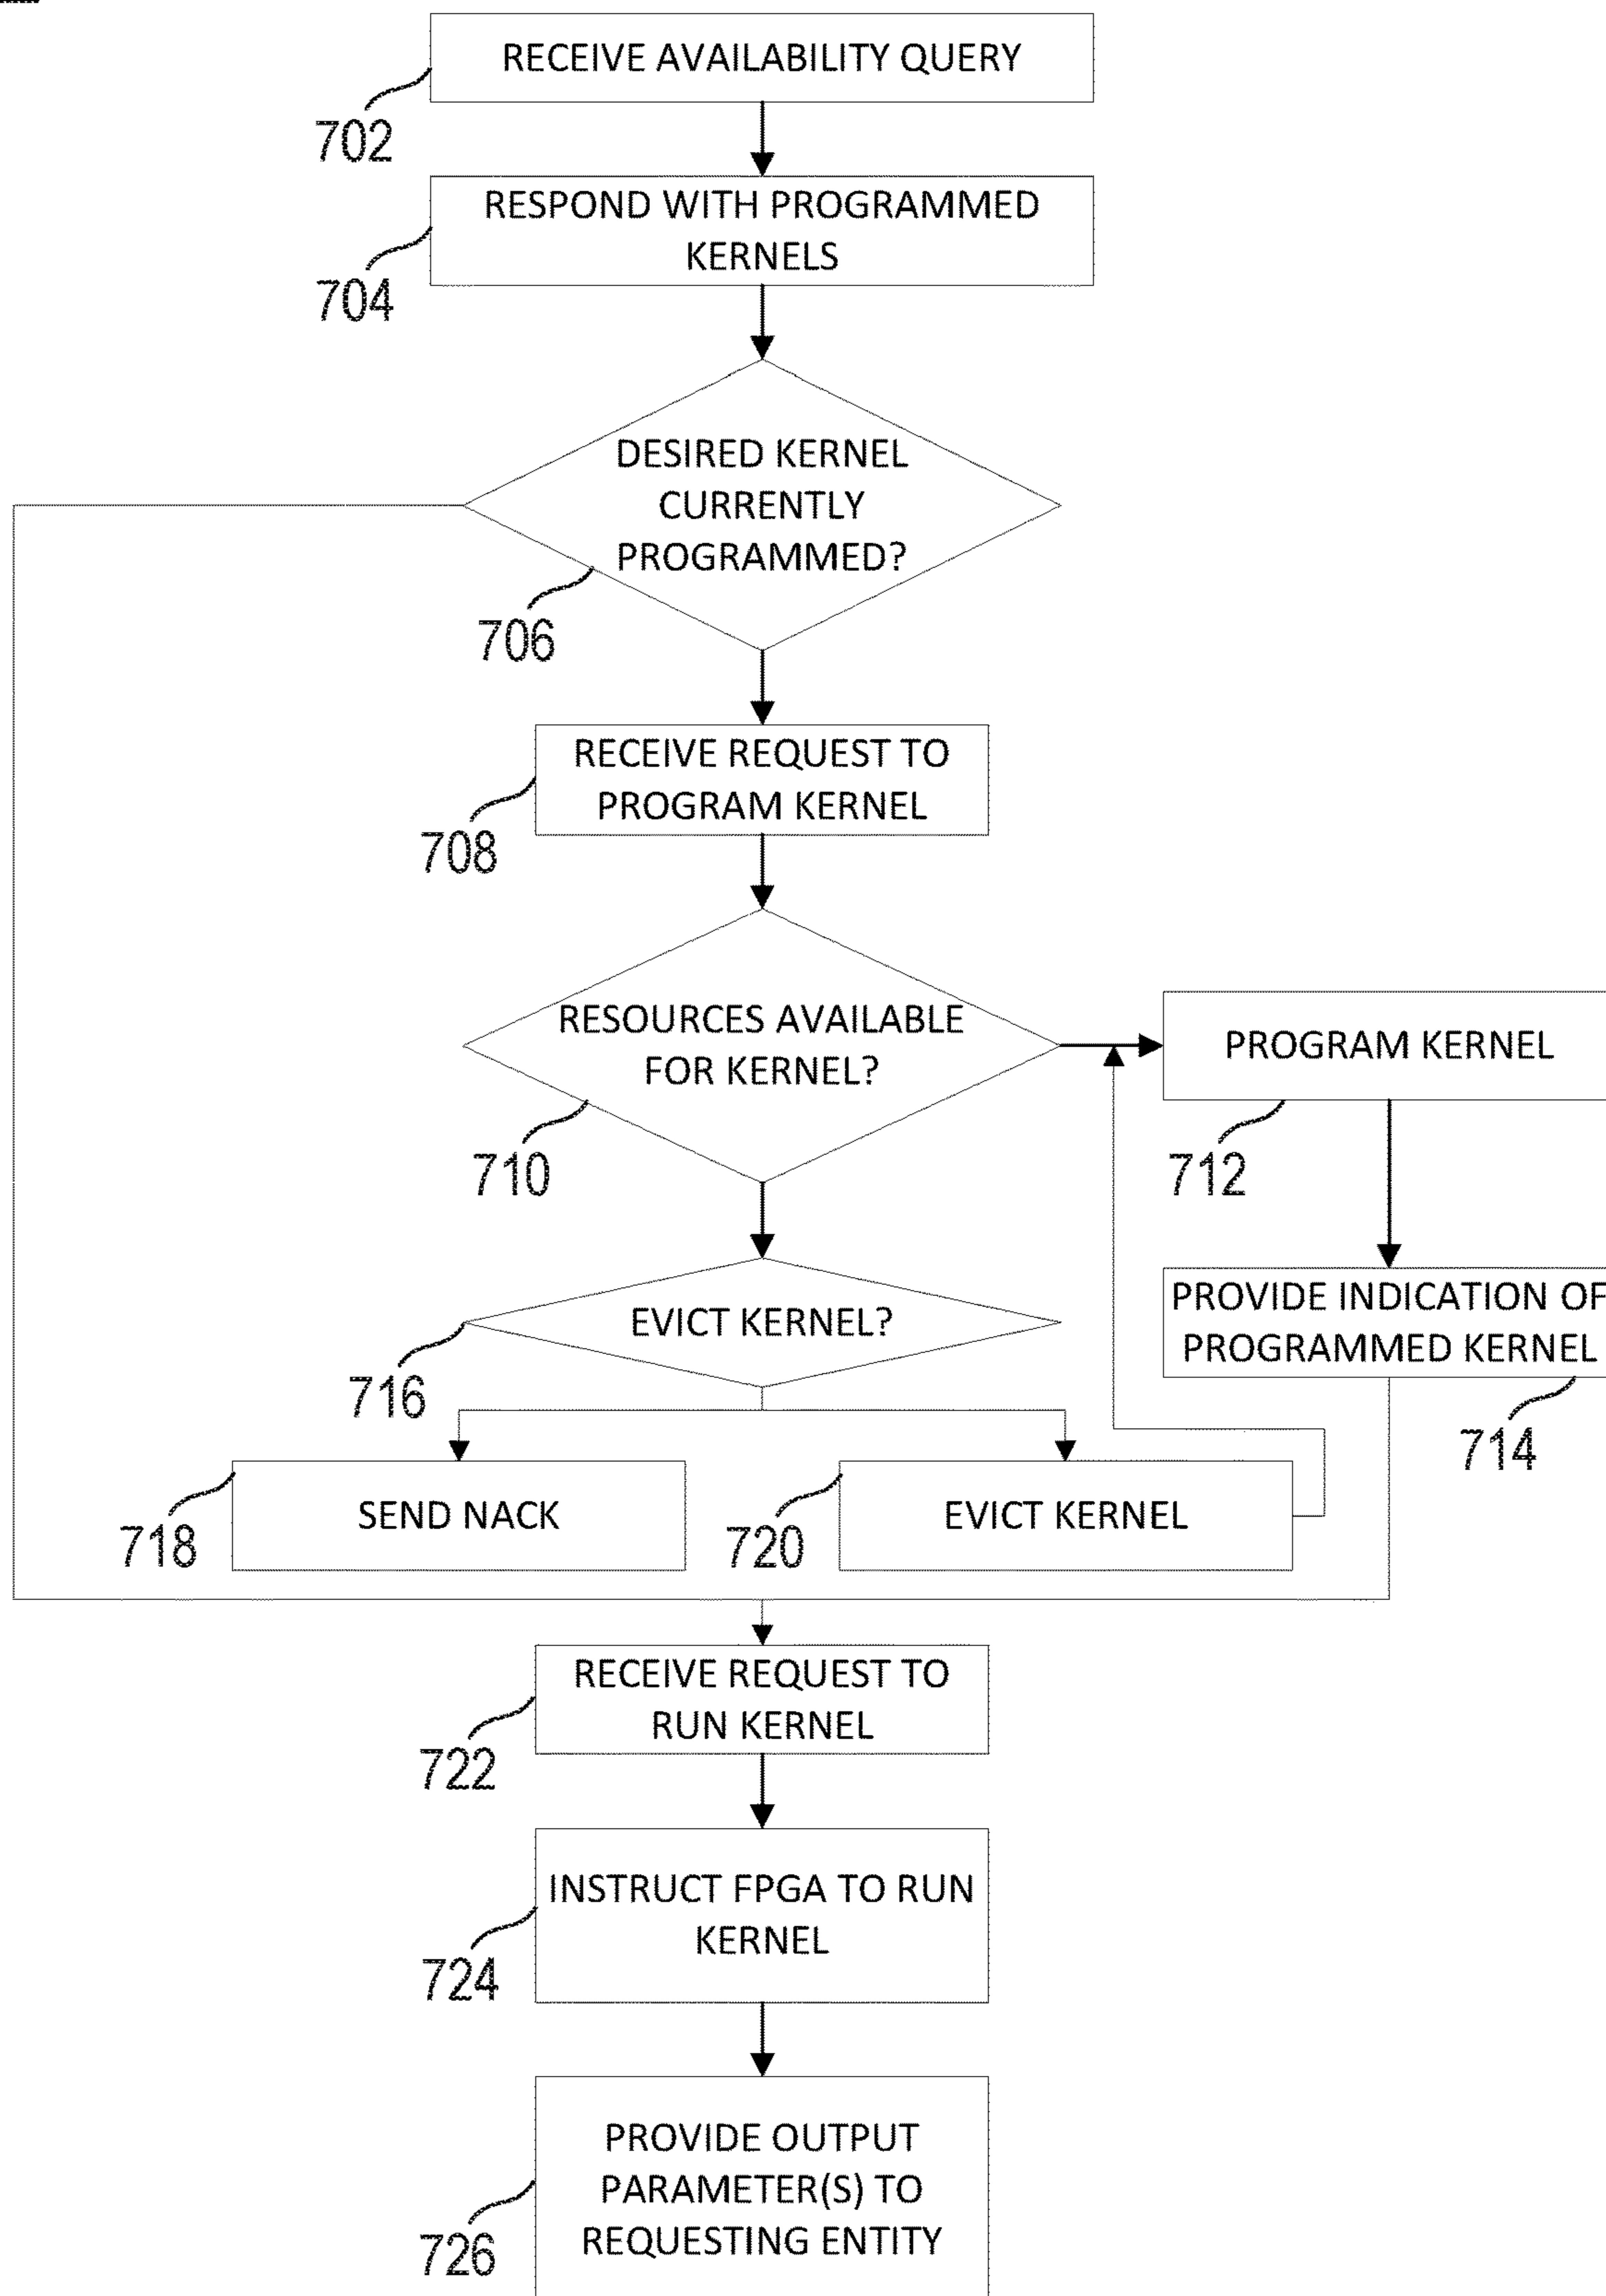 RECEIVE AVAILABILITY QUERY
702
RESPOND WITH PROGRAMMED
KERNELS
704
DESIRED KERNEL
CURRENTLY
PROGRAMMED?
706
RECEIVE REQUEST TO
PROGRAM KERNEL
708
RESOURCES AVAILABLE
FOR KERNEL?
710
PROGRAM KERNEL
712
PROVIDE INDICATION OF
PROGRAMMED KERNEL
714
EVICT KERNEL?
716
SEND NACK
718
EVICT KERNEL
720
RECEIVE REQUEST TO
RUN KERNEL
722
INSTRUCT FPGA TO RUN
KERNEL
724
PROVIDE OUTPUT
PARAMETER(S) TO
REQUESTING ENTITY
726